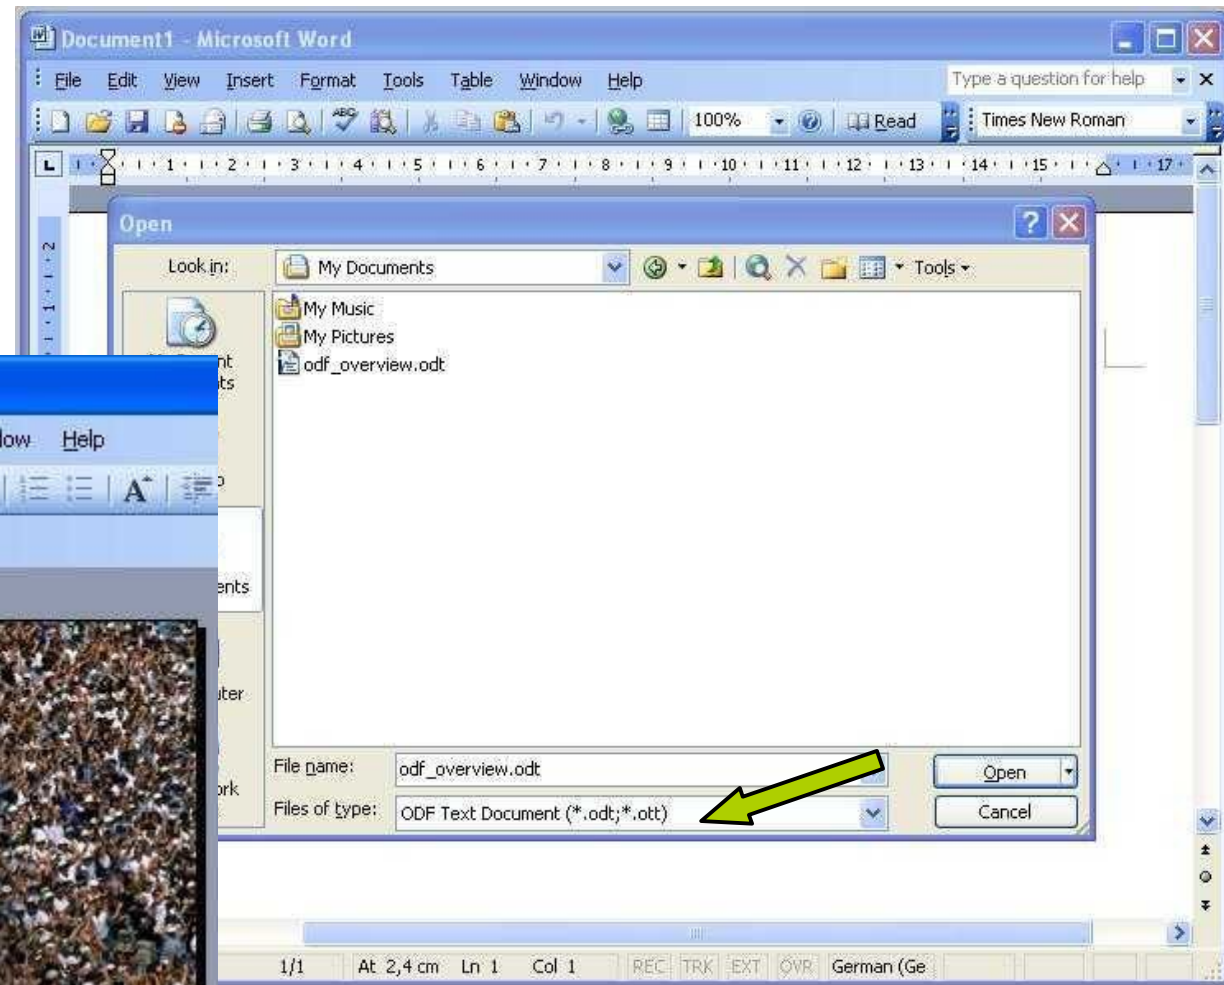 Document1 - Microsoft Word
File Edit View Insert Format Tools Table Window Help
Type a question for help
100% Read Times New Roman
1 1 2 3 4 5 6 7 8 9 10 11 12 13 14 15 17
Open
Look in: My Documents Tools
My Music
My Pictures
odf_overview.odt
Help
A
File name: odf_overview.odt Open
Files of type: ODF Text Document (*.odt;*.ott) Cancel
1/1 At 2,4 cm Ln 1 Col 1 REC TRK EXT OVR German (Ge